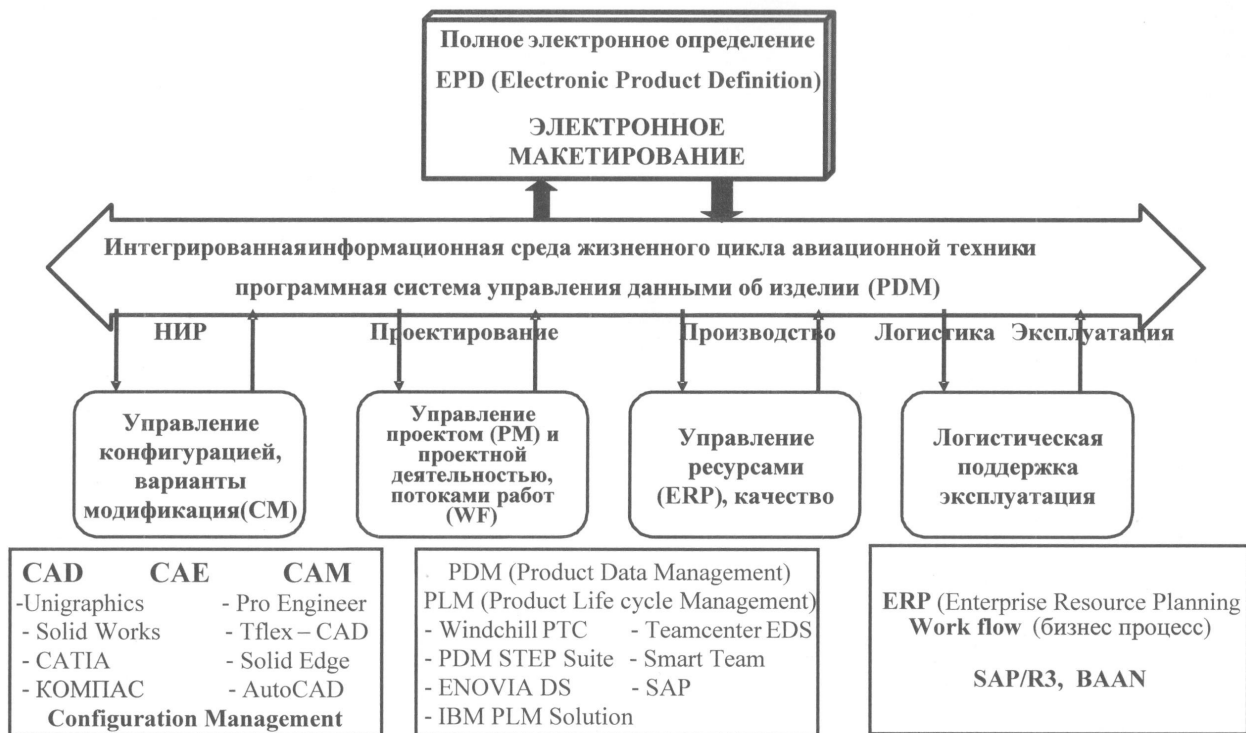 Полное электронное определение
EPD (Electronic Product Definition)
ЭЛЕКТРОННОЕ
МАКЕТИРОВАНИЕ
Интегрированнаяинформационная среда жизненного цикла авиационной техники
программная система управления данными об изделии (PDM)
НИР Проектирование Производство Логистика Эксплуатация
Управление
конфигурацией,
варианты
модификация(CM)
Управление
проектом (PM) и
проектной
деятельностью,
потоками работ
(WF)
Управление
ресурсами
(ERP), качество
Логистическая
поддержка
эксплуатация
CAD CAE CAM
-Unigraphics - Pro Engineer
- Solid Works - Tflex – CAD
- CATIA - Solid Edge
- КОМПАС - AutoCAD
Configuration Management
PDM (Product Data Management)
PLM (Product Life cycle Management)
- Windchill PTC - Teamcenter EDS
- PDM STEP Suite - Smart Team
- ENOVIA DS - SAP
- IBM PLM Solution
ERP (Enterprise Resource Planning
Work flow (бизнес процесс)
SAP/R3, BAAN